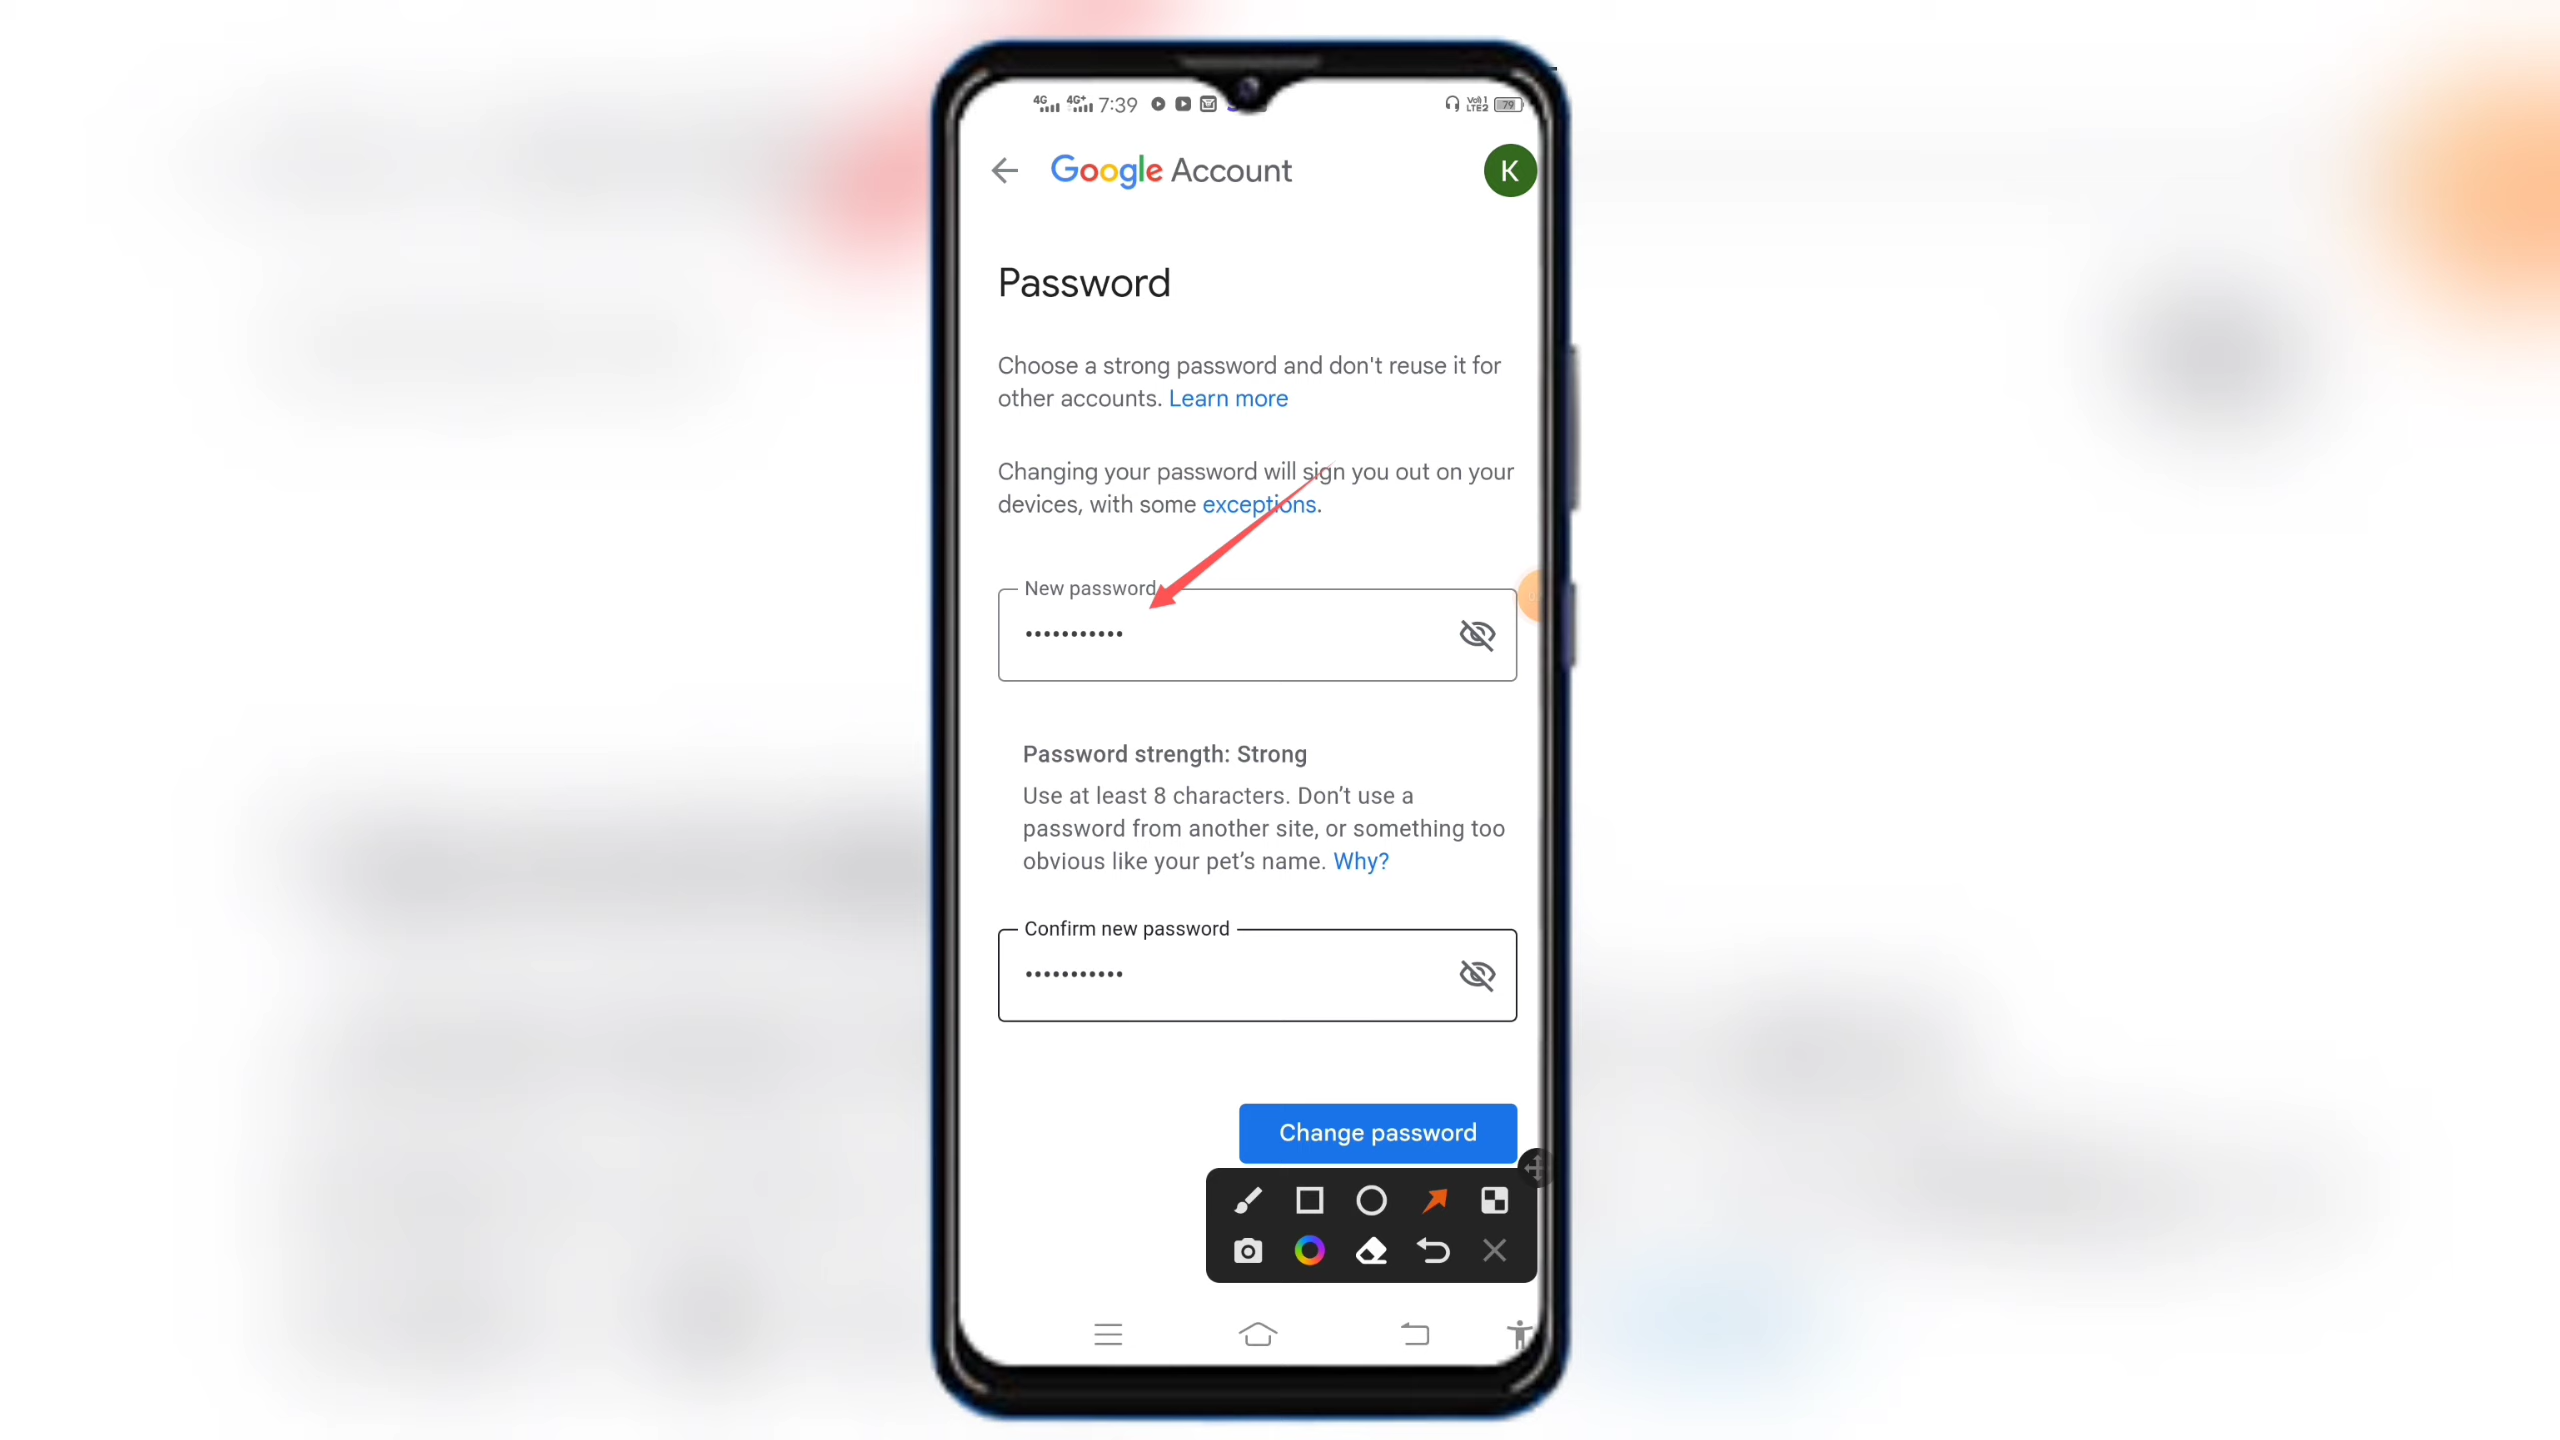 4G 4G+ 7:39 79
Google Account
K
Password
Choose a strong password and don't reuse it for
other accounts. Learn more
Changing your password will sign you out on your
devices, with some exceptions.
New password
•••••••••••
Password strength: Strong
Use at least 8 characters. Don’t use a
password from another site, or something too
obvious like your pet’s name. Why?
Confirm new password
•••••••••••
Change password